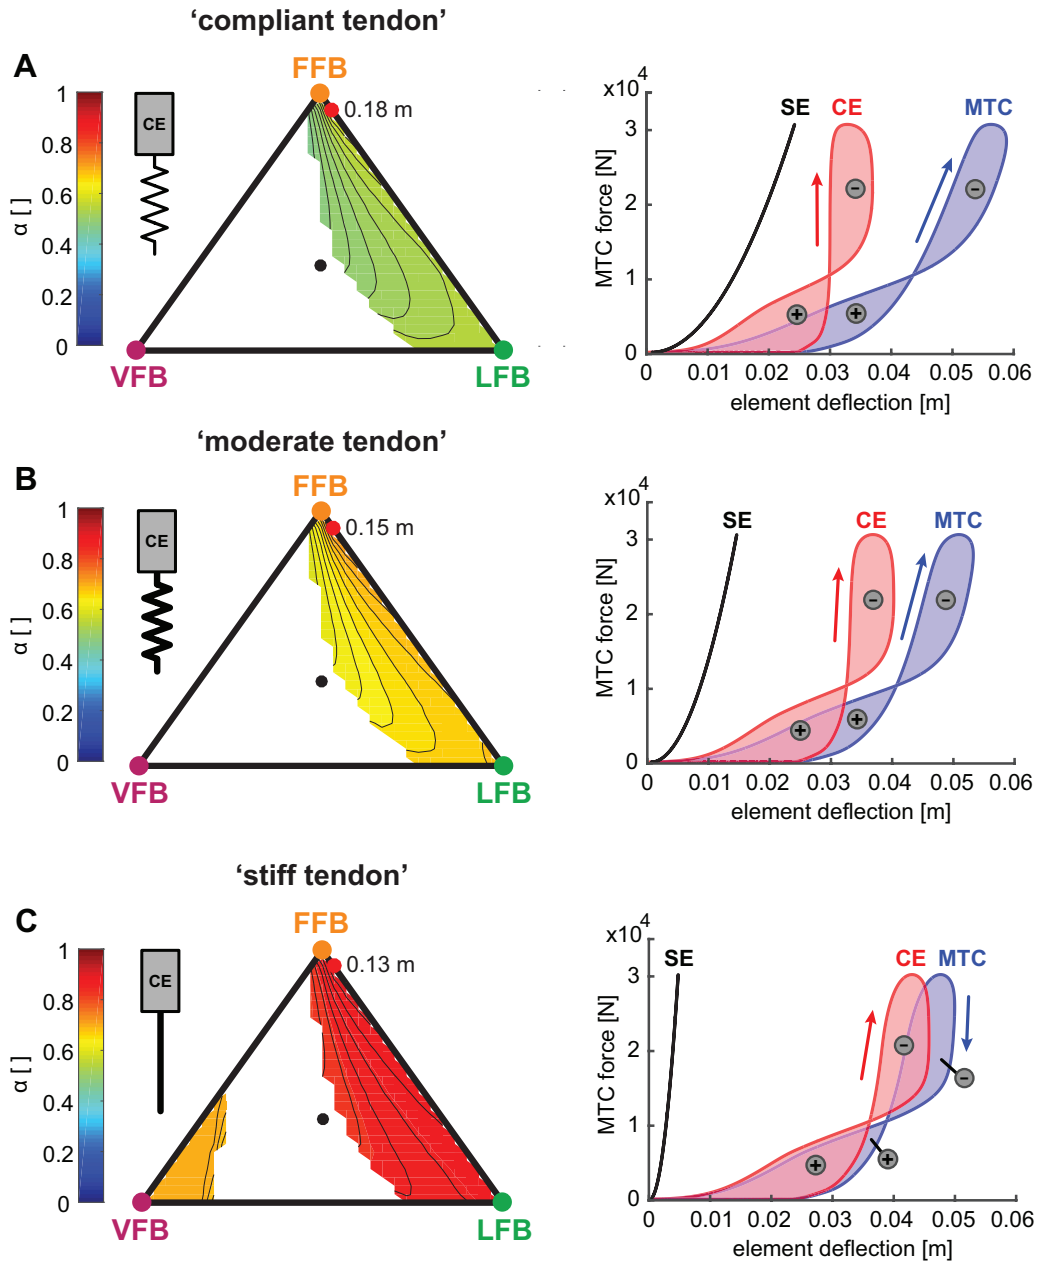 ‘compliant tendon’
A
FFB
0.18 m
CE
1
0.8
0.6
0.4
0.2
0
α [ ]
VFB
LFB
x10⁴
3
2
1
0
MTC force [N]
SE
CE
MTC
-
-
+
+
0
0.01
0.02
0.03
0.04
0.05
0.06
element deflection [m]
‘moderate tendon’
B
FFB
0.15 m
CE
1
0.8
0.6
0.4
0.2
0
α [ ]
VFB
LFB
x10⁴
3
2
1
0
MTC force [N]
SE
CE
MTC
-
-
+
+
0
0.01
0.02
0.03
0.04
0.05
0.06
element deflection [m]
‘stiff tendon’
C
FFB
0.13 m
CE
1
0.8
0.6
0.4
0.2
0
α [ ]
VFB
LFB
x10⁴
3
2
1
0
MTC force [N]
SE
CE
MTC
-
-
+
+
0
0.01
0.02
0.03
0.04
0.05
0.06
element deflection [m]